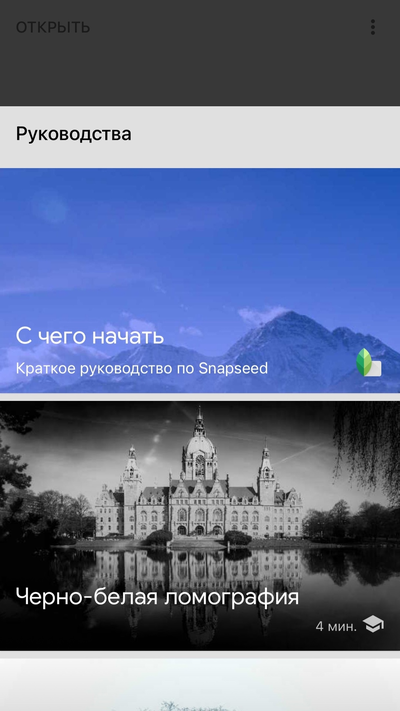 ОТКРЫТЬ
Руководства
С чего начать
Краткое руководство по Snapseed
Черно-белая ломография
4 мин.